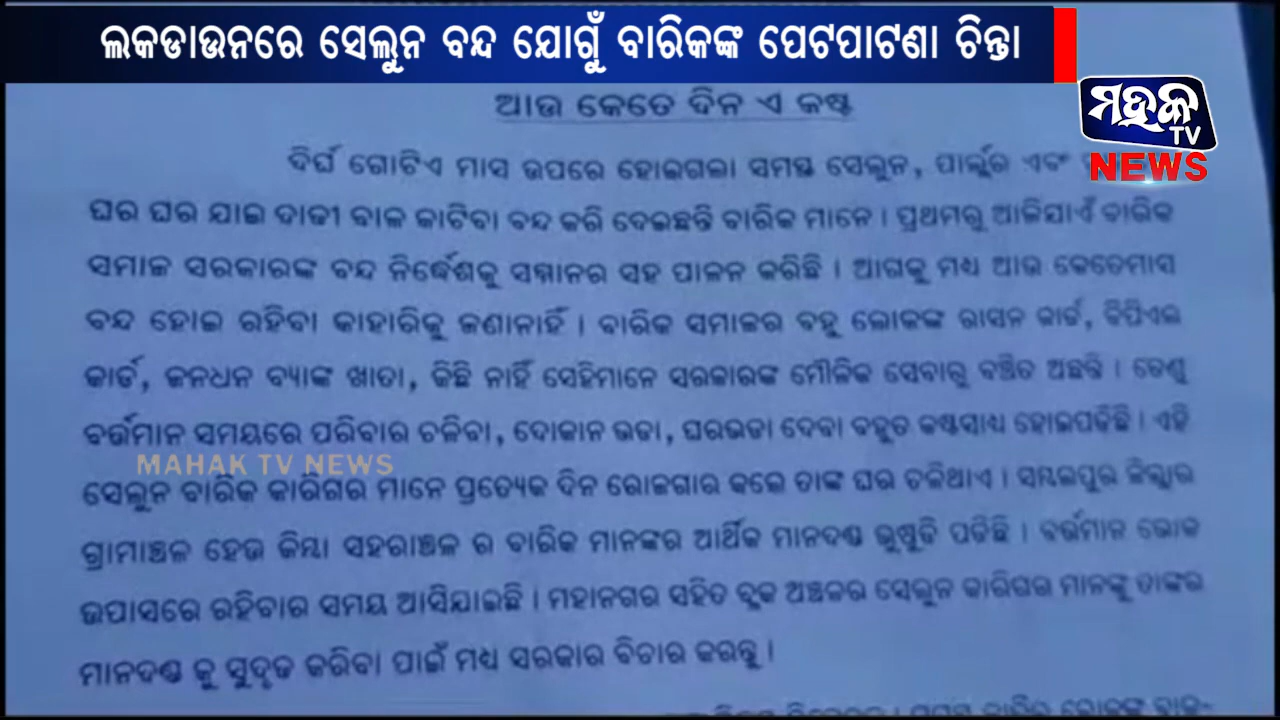 ଲକଡାଉନରେ ସେଲୁନ ବନ୍ଦ ଯୋଗୁଁ ବାରିକଙ୍କ ପେଟପାଟଣା ଚିନ୍ତା
ମହକ
TV
NEWS
ଆଉ କେତେ ଦିନ ଏ କଷ୍ଟ
ଦିର୍ଘ ଗୋଟିଏ ମାସ ଉପରେ ହୋଇଗଲା ସମସ୍ତ ସେଲୁନ, ପାର୍ଲୁର ଏବଂ
ଘର ଘର ଯାଇ ଦାଢୀ ବାଳ କାଟିବା ବନ୍ଦ କରି ଦେଇଛନ୍ତି ବାରିକ ମାନେ । ପ୍ରଥମରୁ ଆଜିଯାଏଁ ବାରିକ
ସମାଜ ସରକାରଙ୍କ ବନ୍ଦ ନିର୍ଦ୍ଧେଶକୁ ସମ୍ମାନର ସହ ପାଳନ କରିଛି । ଆଗକୁ ମଧ୍ୟ ଆଉ କେତେମାସ
ବନ୍ଦ ହୋଇ ରହିବା କାହାରିକୁ ଜଣାନାହିଁ । ବାରିକ ସମାଜର ବହୁ ଲୋକଙ୍କ ରାସନ କାର୍ଡ, ବିପିଏଲ
କାର୍ଡ, ଜନଧନ ବ୍ୟାଙ୍କ ଖାତା, କିଛି ନାହିଁ ସେହିମାନେ ସରକାରଙ୍କ ମୌଳିକ ସେବାରୁ ବଞ୍ଚିତ ଅଛନ୍ତି । ତେଣୁ
ବର୍ତ୍ତମାନ ସମୟରେ ପରିବାର ଚଳିବା, ଦୋକାନ ଭଡା, ଘରଭଡା ଦେବା ବହୁତ କଷ୍ଟସାଧ୍ୟ ହୋଇପଡିଛି । ଏହି
MAHAK TV NEWS
ସେଲୁନ ବାରିକ କାରିଗର ମାନେ ପ୍ରତ୍ୟେକ ଦିନ ରୋଜଗାର କଲେ ତାଙ୍କ ଘର ଚଳିଥାଏ । ସମ୍ବଲପୁର ଜିଲ୍ଲାର
ଗ୍ରାମାଞ୍ଚଳ ହେଉ କିମ୍ବା ସହରାଞ୍ଚଳ ର ବାରିକ ମାନଙ୍କର ଆର୍ଥିକ ମାନଦଣ୍ଡ ଭୁଷୁଡି ପଡିଛି । ବର୍ତ୍ତମାନ ଭୋକ
ଉପାସରେ ରହିବାର ସମୟ ଆସିଯାଇଛି । ମହାନଗର ସହିତ ବ୍ଲକ ଅଞ୍ଚଳର ସେଲୁନ କାରିଗର ମାନଙ୍କୁ ତାଙ୍କର
ମାନଦଣ୍ଡ କୁ ସୁଦୃଢ କରିବା ପାଇଁ ମଧ୍ୟ ସରକାର ବିଚାର କରନ୍ତୁ ।